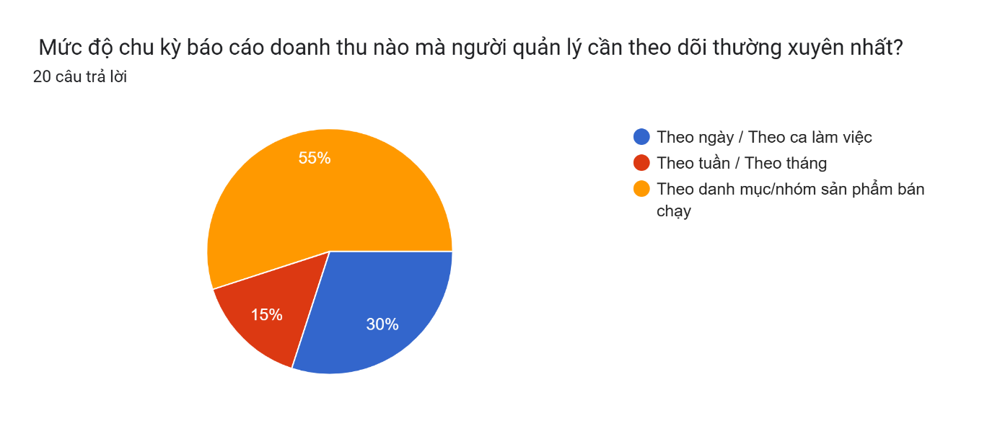 Mức độ chu kỳ báo cáo doanh thu nào mà người quản lý cần theo dõi thường xuyên nhất?
20 câu trả lời
55%
15%
30%
Theo ngày / Theo ca làm việc
Theo tuần / Theo tháng
Theo danh mục/nhóm sản phẩm bán
chạy